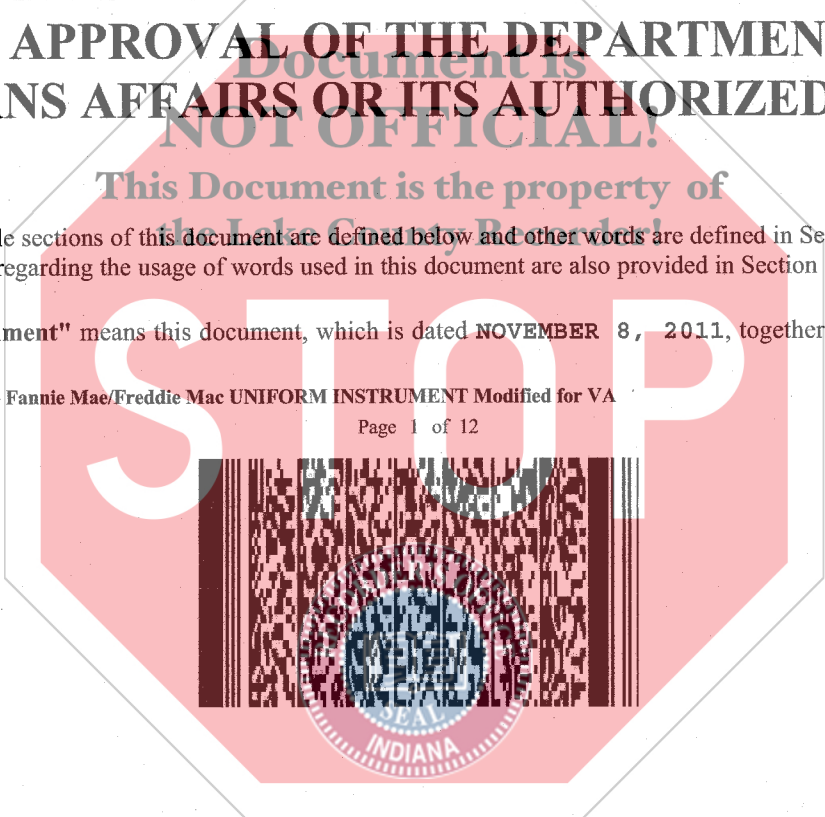 APPROVAL OF THE DEPARTMEN
Document is
NS AFFAIRS OR ITS AUTHORIZED
NOT OFFICIAL!
This Document is the property of
the Lake County Recorder!
le sections of this document are defined below and other words are defined in Se
regarding the usage of words used in this document are also provided in Section
ment" means this document, which is dated NOVEMBER 8, 2011, together
Fannie Mae/Freddie Mac UNIFORM INSTRUMENT Modified for VA
STOP
Page 1 of 12
RECORDER'S OFFICE
SEAL
INDIANA